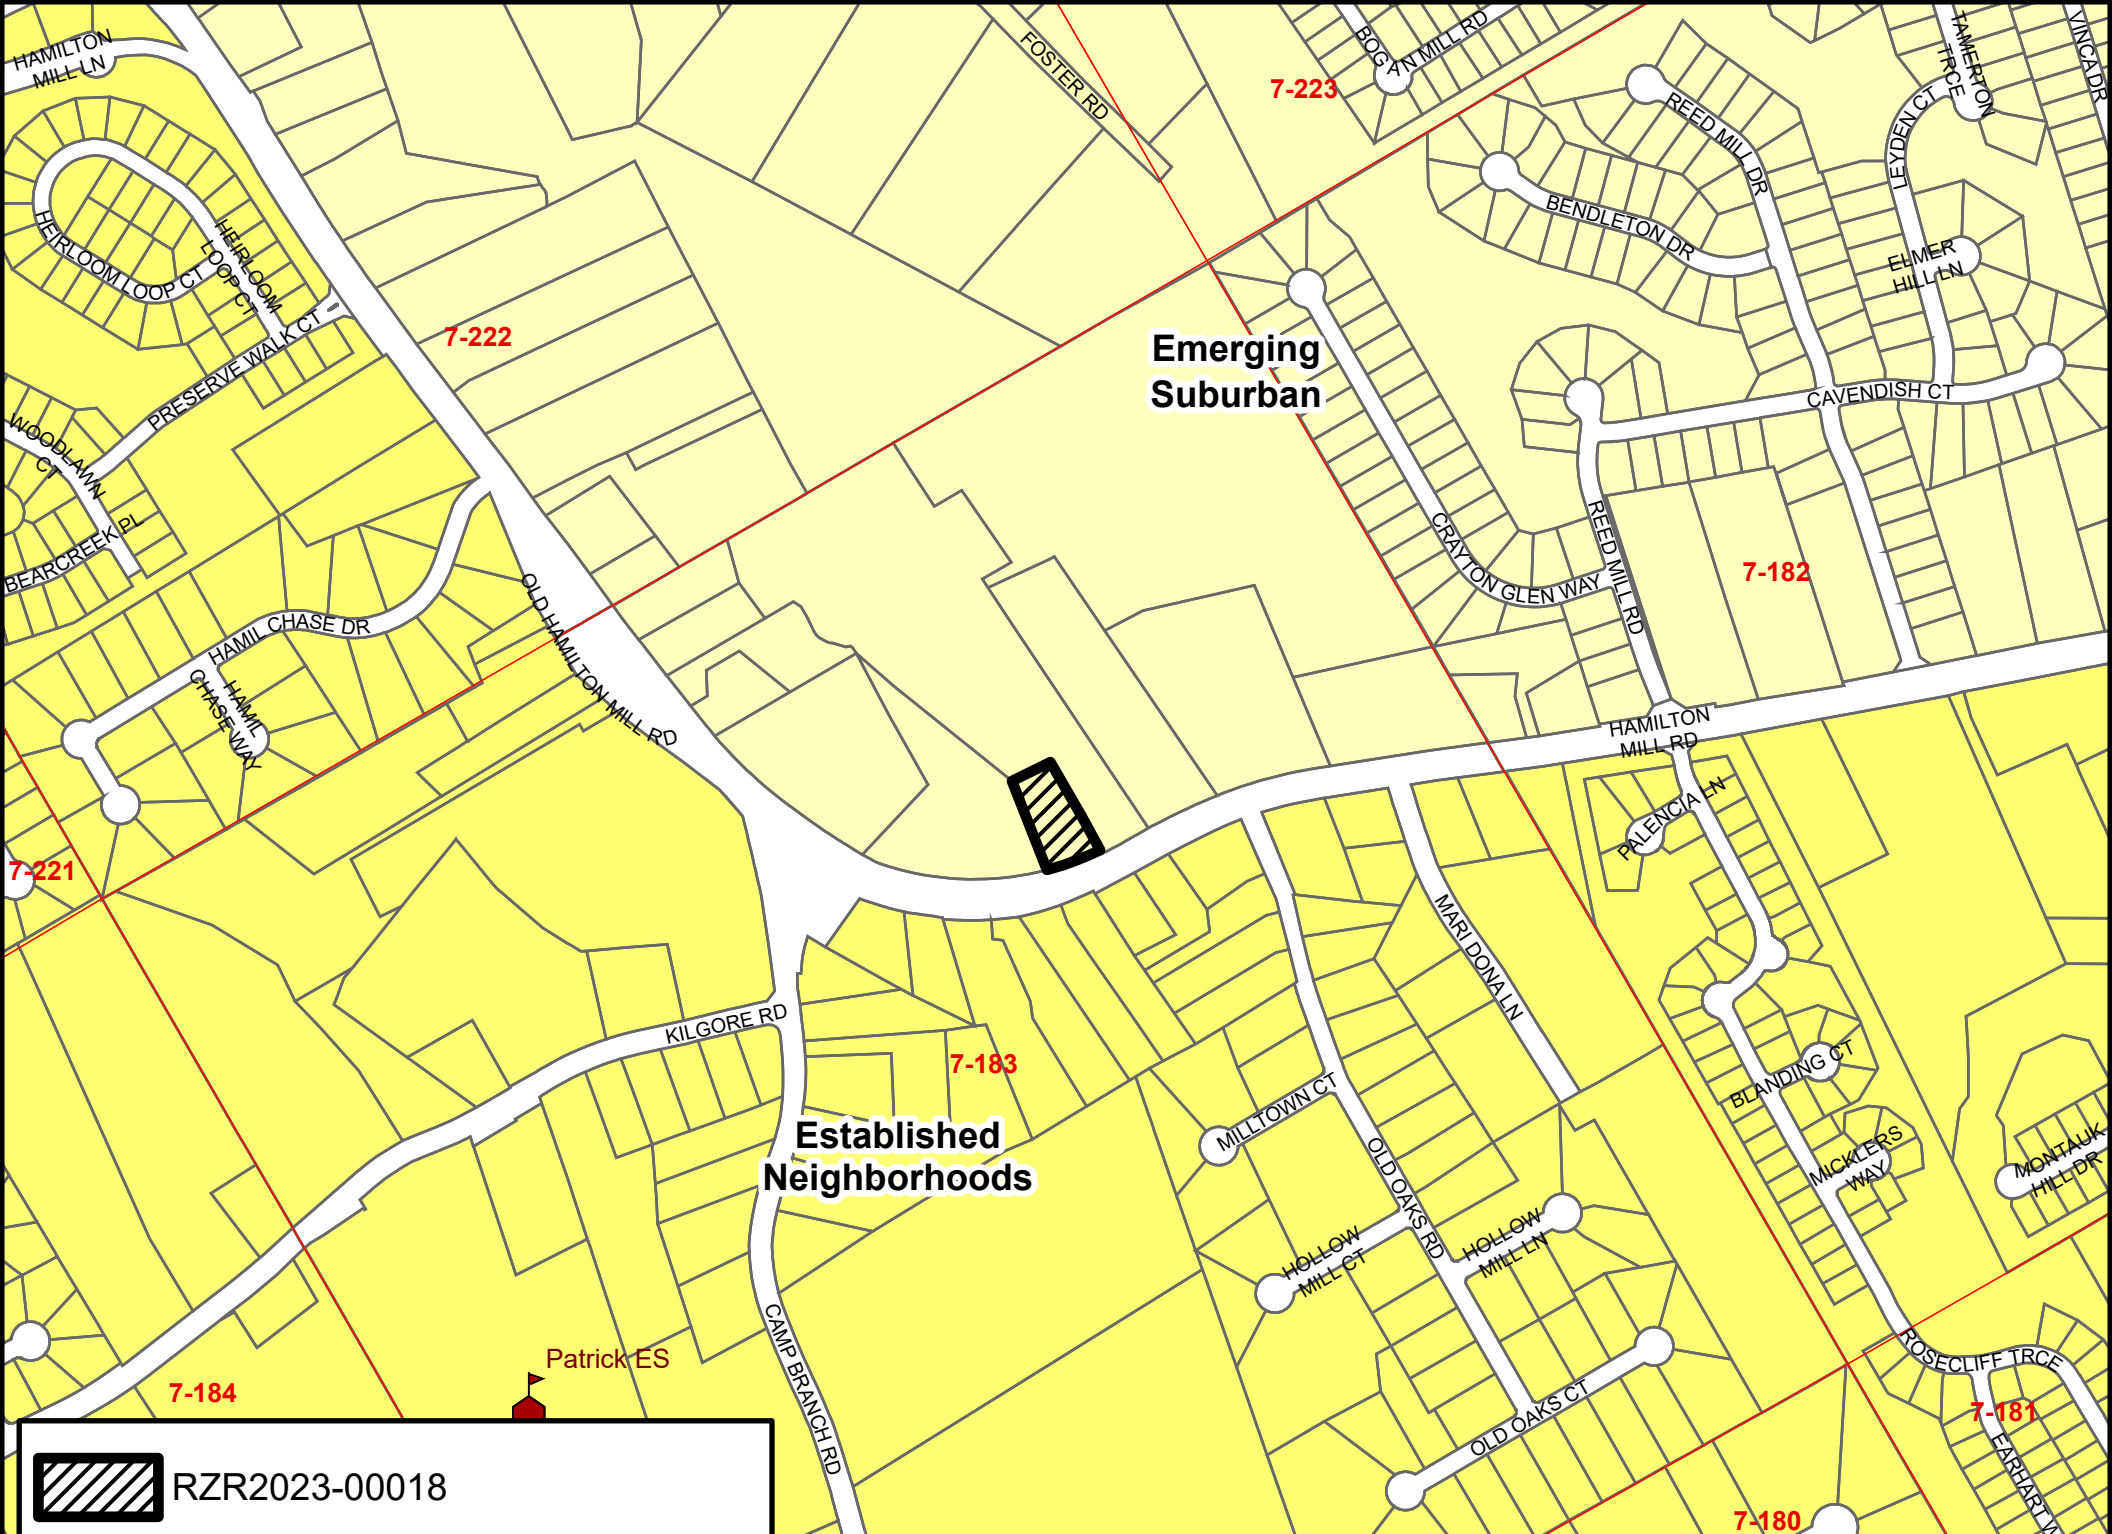 HAMILTON
MILL LN
FOSTER RD
BOGAN MILL RD
7-223
TAMERTON
TRCE
VINCA DR
REED MILL DR
LEYDEN CT
BENDLETON DR
ELMER
HILL LN
HEIRLOOM LOOP CT
HEIRLOOM
LOOP CT
PRESERVE WALK CT
7-222
Emerging
Suburban
CAVENDISH CT
WOODLAWN
CT
BEARCREEK PL
CRAYTON GLEN WAY
REED MILL RD
7-182
OLD HAMILTON MILL RD
HAMIL CHASE DR
HAMIL
CHASE WAY
HAMILTON
MILL RD
PALENCIA LN
7-221
MARI DONA LN
KILGORE RD
7-183
BLANDING CT
MILLTOWN CT
Established
Neighborhoods
OLD OAKS RD
MICKLERS
WAY
MONTAUK
HILL DR
HOLLOW
MILL CT
HOLLOW
MILL LN
CAMP BRANCH RD
Patrick ES
ROSECLIFF TRCE
7-184
OLD OAKS CT
7-181
EARHART W
RZR2023-00018
7-180